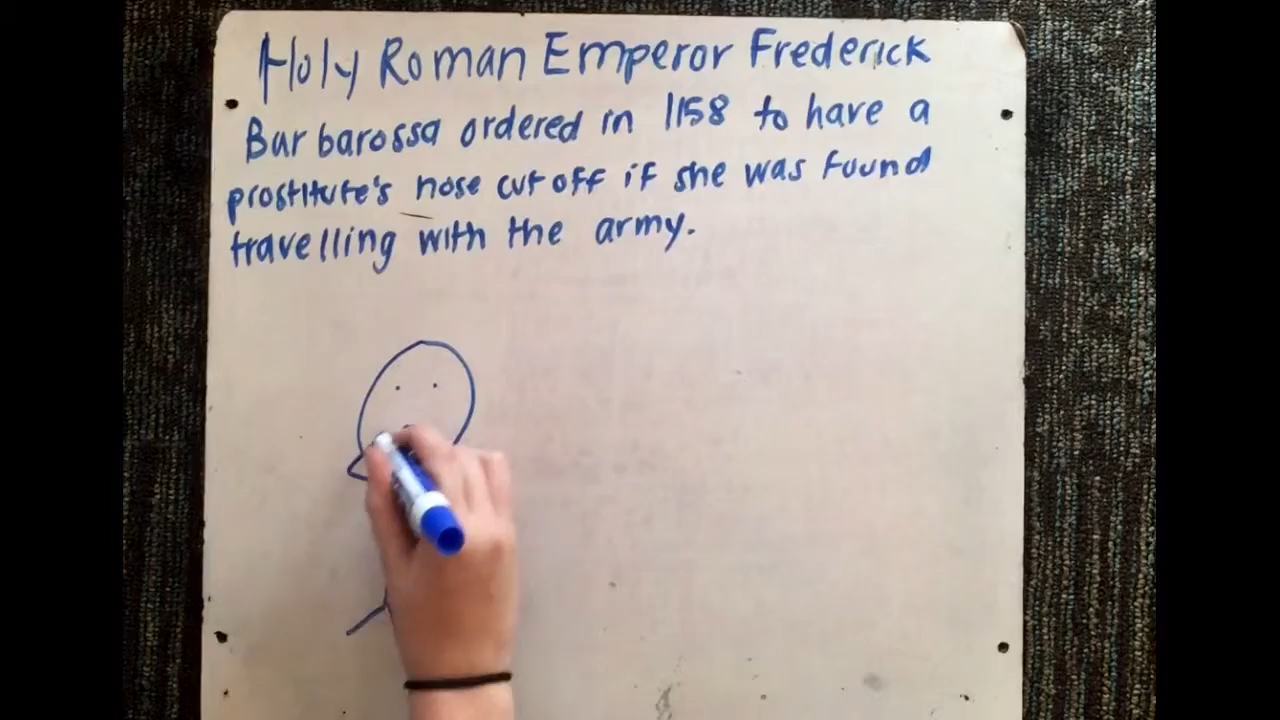 Holy Roman Emperor Frederick
Barbarossa ordered in 1158 to have a
prostitute's nose cut off if she was found
travelling with the army.